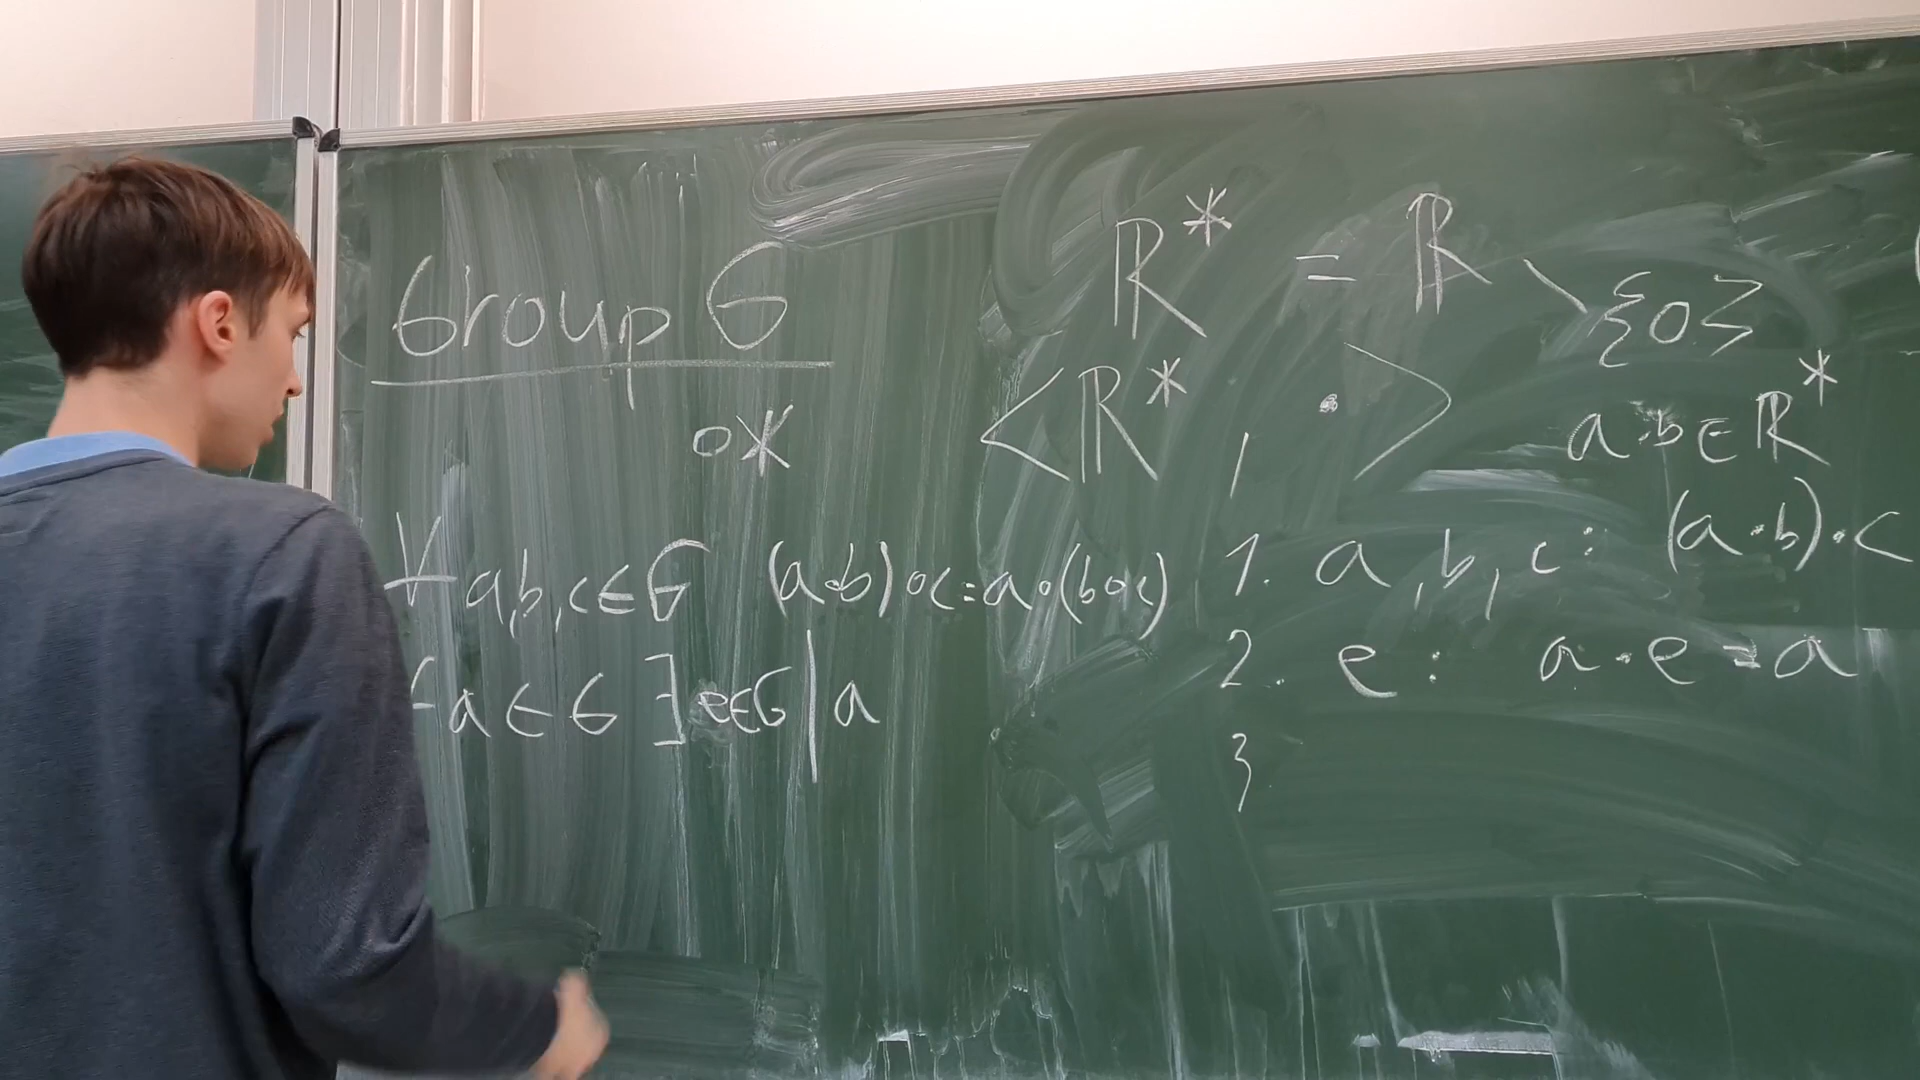 Group G
∘ *
∀ a,b,c∈G (a∘b)∘c=a∘(b∘c)
a∈G ∃ e∈G | a
ℝ* = ℝ \ {0}
<ℝ*, ·>
a·b∈ℝ*
1. a,b,c: (a·b)·c
2. e: a·e=a
3